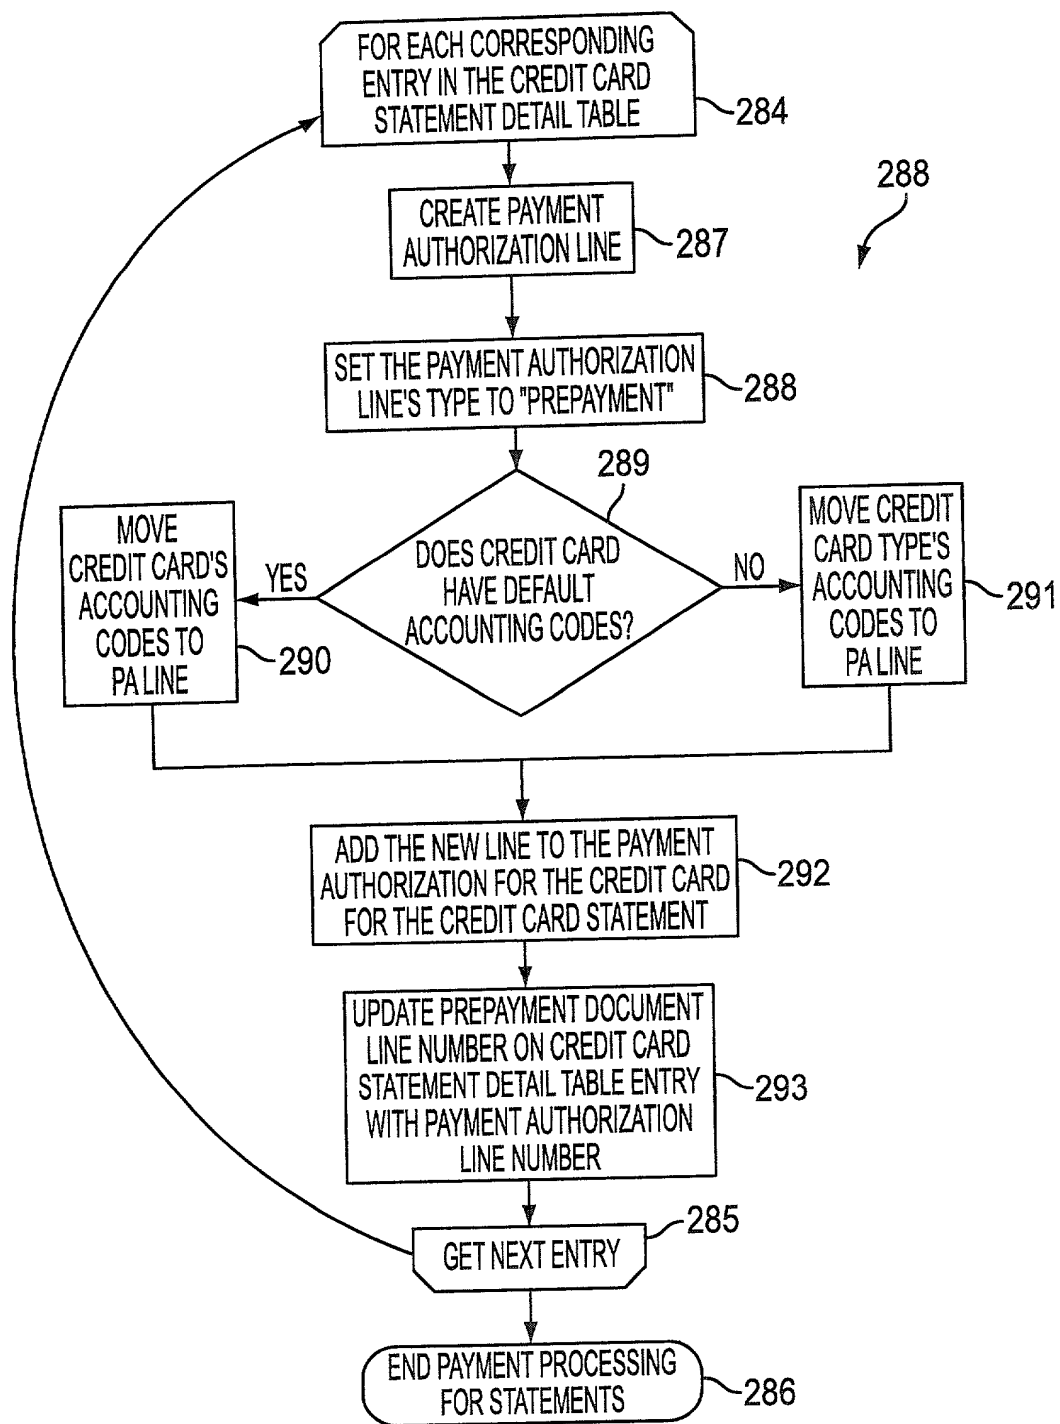 FOR EACH CORRESPONDING
ENTRY IN THE CREDIT CARD
STATEMENT DETAIL TABLE
284
288
CREATE PAYMENT
AUTHORIZATION LINE
287
SET THE PAYMENT AUTHORIZATION
LINE'S TYPE TO "PREPAYMENT"
288
289
DOES CREDIT CARD
HAVE DEFAULT
ACCOUNTING CODES?
YES
NO
MOVE
CREDIT CARD'S
ACCOUNTING
CODES TO
PA LINE
290
MOVE CREDIT
CARD TYPE'S
ACCOUNTING
CODES TO
PA LINE
291
ADD THE NEW LINE TO THE PAYMENT
AUTHORIZATION FOR THE CREDIT CARD
FOR THE CREDIT CARD STATEMENT
292
UPDATE PREPAYMENT DOCUMENT
LINE NUMBER ON CREDIT CARD
STATEMENT DETAIL TABLE ENTRY
WITH PAYMENT AUTHORIZATION
LINE NUMBER
293
GET NEXT ENTRY
285
END PAYMENT PROCESSING
FOR STATEMENTS
286